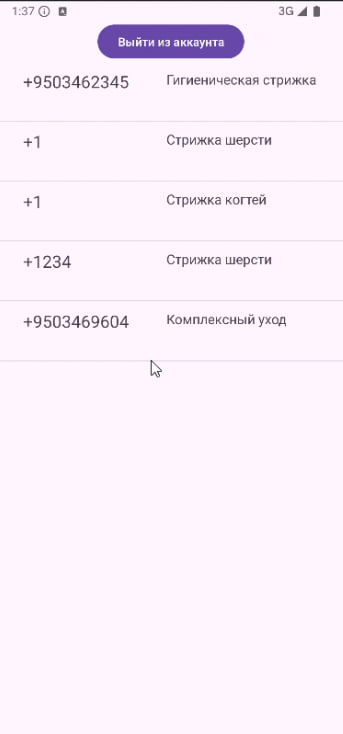 1:37 3G
Выйти из аккаунта
+9503462345 Гигиеническая стрижка
+1 Стрижка шерсти
+1 Стрижка когтей
+1234 Стрижка шерсти
+9503469604 Комплексный уход